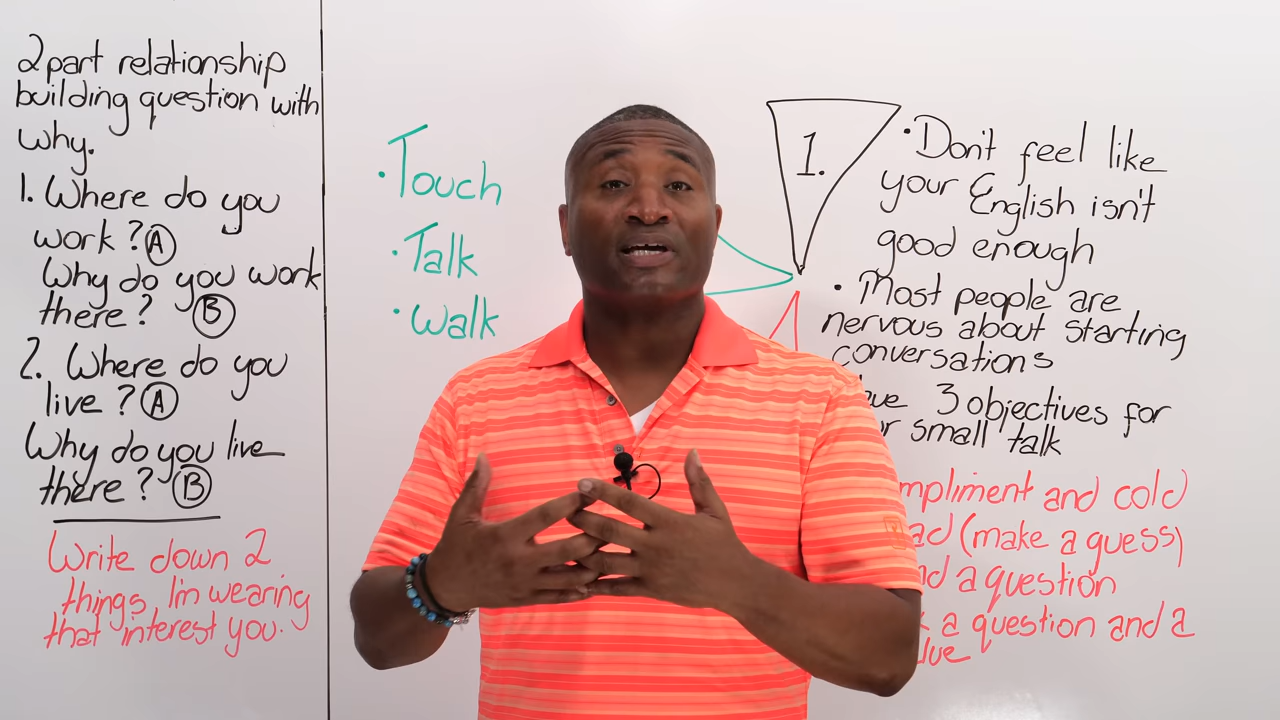 2 part relationship
building question with
why.
1. Where do you
work? A
Why do you work
there? B
2. Where do you
live? A
Why do you live
there? B
Write down 2
things, I'm wearing
that interest you.
• Touch
• Talk
• Walk
1.
• Don't feel like
your English isn't
good enough
• Most people are
nervous about starting
conversations
3 objectives for
small talk
and cold
(make a guess)
a question
a question and a